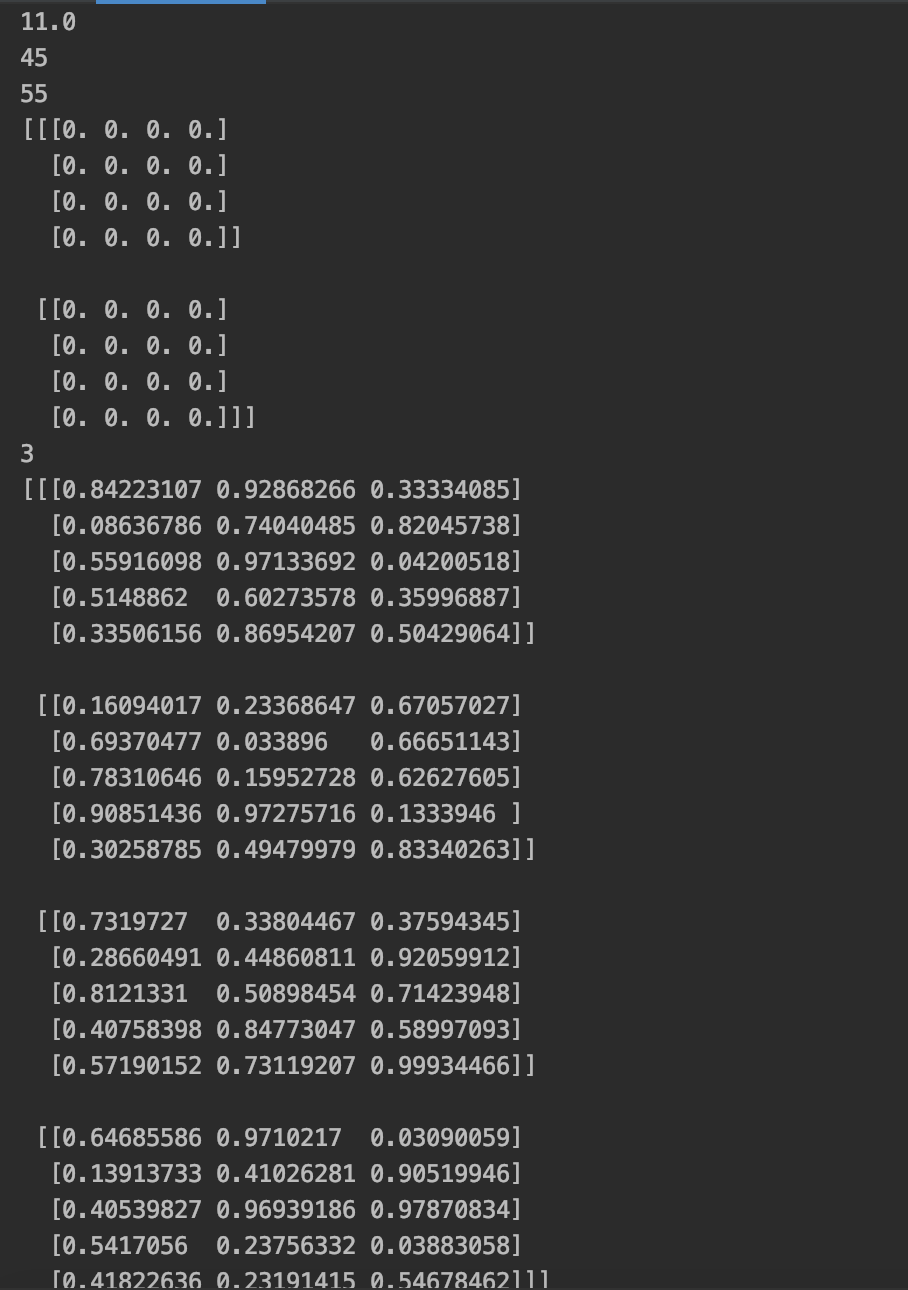 11.0
45
55
[[[0. 0. 0. 0.]
  [0. 0. 0. 0.]
  [0. 0. 0. 0.]
  [0. 0. 0. 0.]]

 [[0. 0. 0. 0.]
  [0. 0. 0. 0.]
  [0. 0. 0. 0.]
  [0. 0. 0. 0.]]]
3
[[[0.84223107 0.92868266 0.33334085]
  [0.08636786 0.74040485 0.82045738]
  [0.55916098 0.97133692 0.04200518]
  [0.5148862  0.60273578 0.35996887]
  [0.33506156 0.86954207 0.50429064]]

 [[0.16094017 0.23368647 0.67057027]
  [0.69370477 0.033896   0.66651143]
  [0.78310646 0.15952728 0.62627605]
  [0.90851436 0.97275716 0.1333946 ]
  [0.30258785 0.49479979 0.83340263]]

 [[0.7319727  0.33804467 0.37594345]
  [0.28660491 0.44860811 0.92059912]
  [0.8121331  0.50898454 0.71423948]
  [0.40758398 0.84773047 0.58997093]
  [0.57190152 0.73119207 0.99934466]]

 [[0.64685586 0.9710217  0.03090059]
  [0.13913733 0.41026281 0.90519946]
  [0.40539827 0.96939186 0.97870834]
  [0.5417056  0.23756332 0.03883058]
  [0.41822636 0.23191415 0.54678462]]]